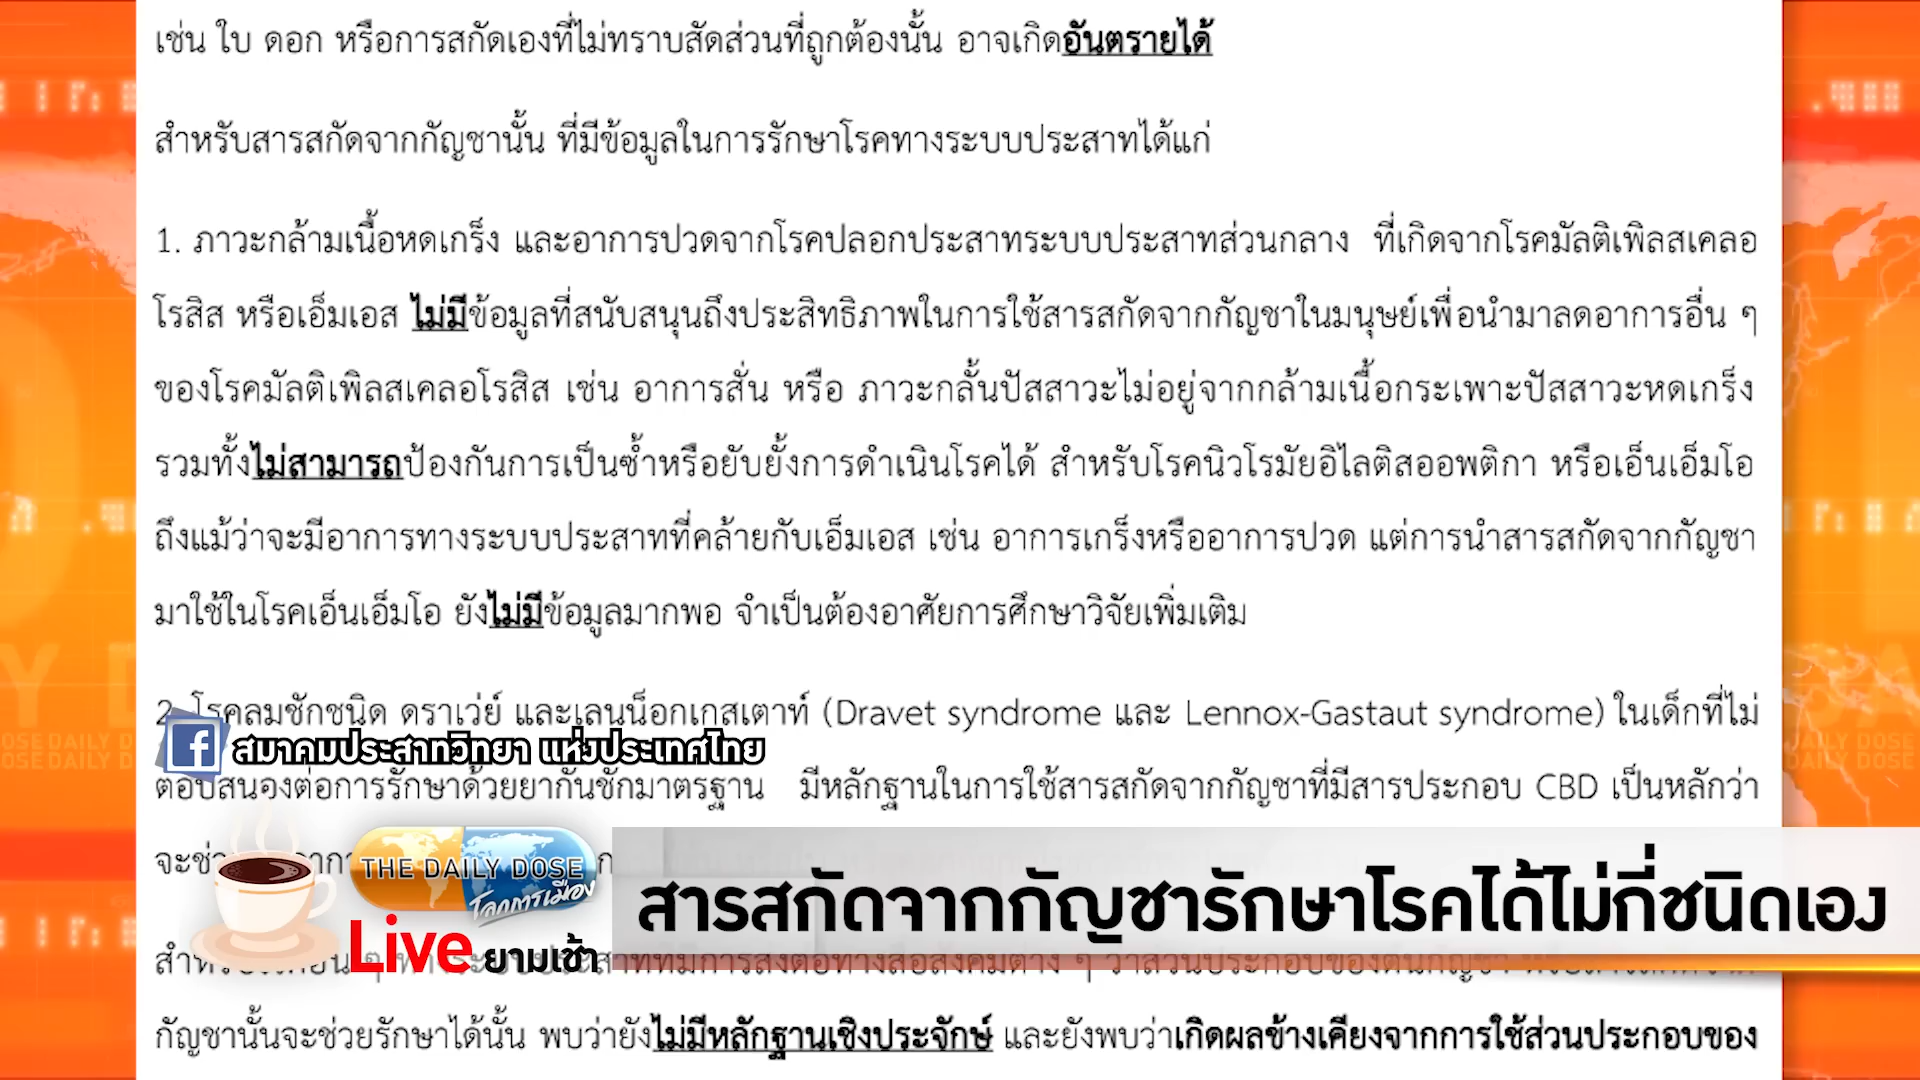 เช่น ใบ ดอก หรือการสกัดเองที่ไม่ทราบสัดส่วนที่ถูกต้องนั้น อาจเกิดอันตรายได้
สำหรับสารสกัดจากกัญชานั้น ที่มีข้อมูลในการรักษาโรคทางระบบประสาทได้แก่
1. ภาวะกล้ามเนื้อหดเกร็ง และอาการปวดจากโรคปลอกประสาทระบบประสาทส่วนกลาง ที่เกิดจากโรคมัลติเพิลสเคลอ
โรสิส หรือเอ็มเอส ไม่มีข้อมูลที่สนับสนุนถึงประสิทธิภาพในการใช้สารสกัดจากกัญชาในมนุษย์เพื่อนำมาลดอาการอื่น ๆ
ของโรคมัลติเพิลสเคลอโรสิส เช่น อาการสั่น หรือ ภาวะกลั้นปัสสาวะไม่อยู่จากกล้ามเนื้อกระเพาะปัสสาวะหดเกร็ง
รวมทั้งไม่สามารถป้องกันการเป็นซ้ำหรือยับยั้งการดำเนินโรคได้ สำหรับโรคนิวโรมัยอิไลติสออพติกา หรือเอ็นเอ็มโอ
ถึงแม้ว่าจะมีอาการทางระบบประสาทที่คล้ายกับเอ็มเอส เช่น อาการเกร็งหรืออาการปวด แต่การนำสารสกัดจากกัญชา
มาใช้ในโรคเอ็นเอ็มโอ ยังไม่มีข้อมูลมากพอ จำเป็นต้องอาศัยการศึกษาวิจัยเพิ่มเติม
2. โรคลมชักชนิด ดราเว่ย์ และเลนน็อกเกสเตาท์ (Dravet syndrome และ Lennox-Gastaut syndrome) ในเด็กที่ไม่
สมาคมประสาทวิทยา แห่งประเทศไทย
ตอบสนองต่อการรักษาด้วยยากันชักมาตรฐาน มีหลักฐานในการใช้สารสกัดจากกัญชาที่มีสารประกอบ CBD เป็นหลักว่า
THE DAILY DOSE
โลกการเมือง
Live ยามเช้า
สารสกัดจากกัญชารักษาโรคได้ไม่กี่ชนิดเอง
กัญชานั้นจะช่วยรักษาได้นั้น พบว่ายังไม่มีหลักฐานเชิงประจักษ์ และยังพบว่าเกิดผลข้างเคียงจากการใช้ส่วนประกอบของ